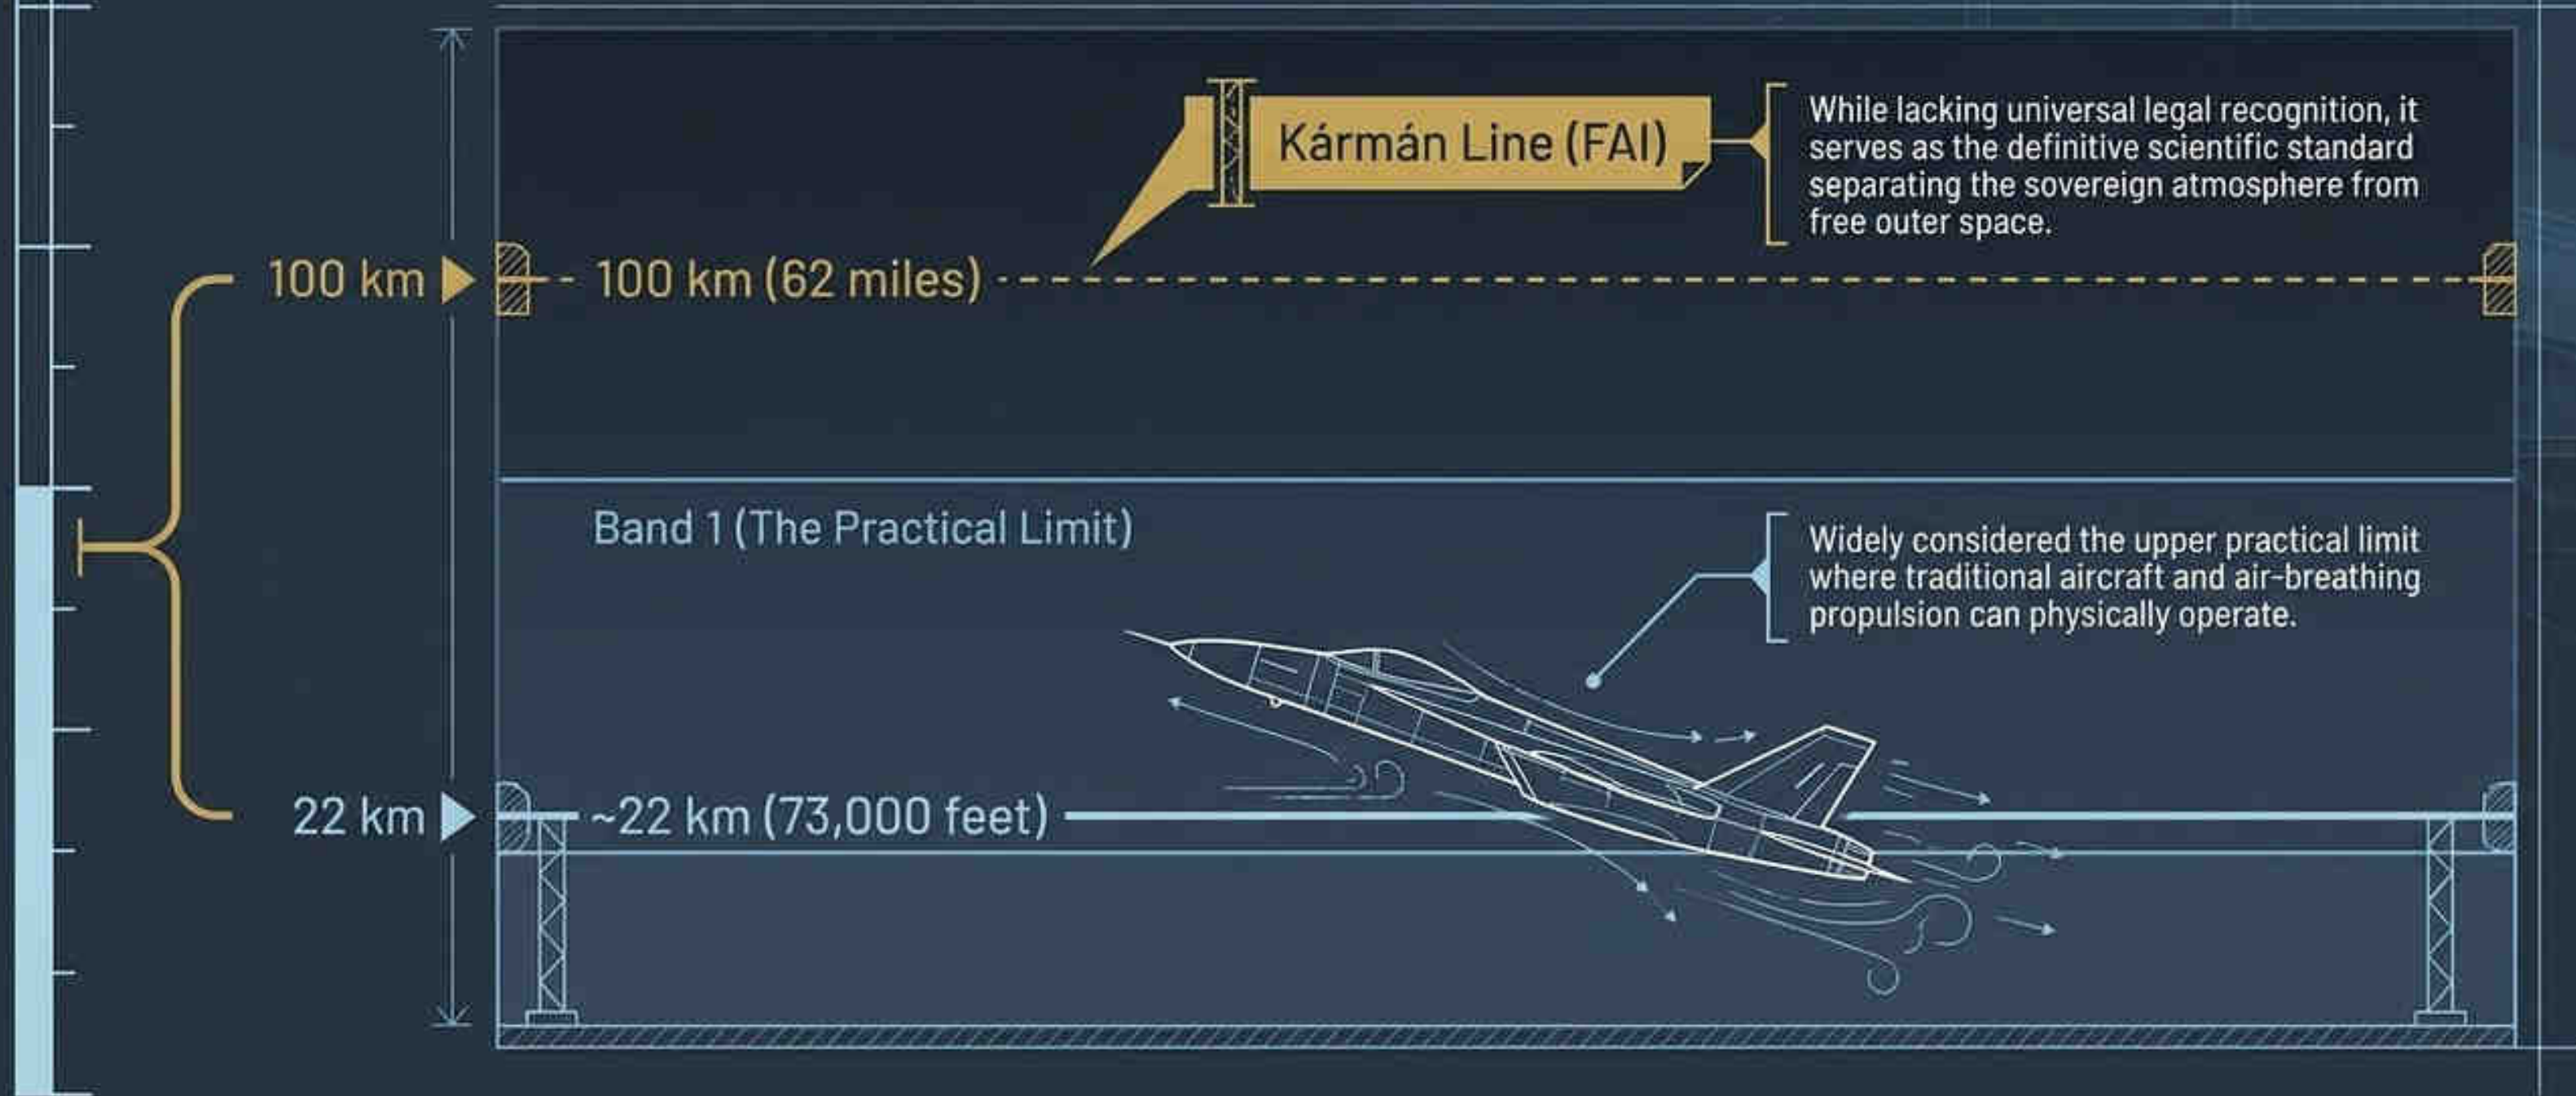 Kármán Line (FAI)
While lacking universal legal recognition, it
serves as the definitive scientific standard
separating the sovereign atmosphere from
free outer space.
100 km
100 km (62 miles)
Band 1 (The Practical Limit)
Widely considered the upper practical limit
where traditional aircraft and air-breathing
propulsion can physically operate.
22 km
~22 km (73,000 feet)